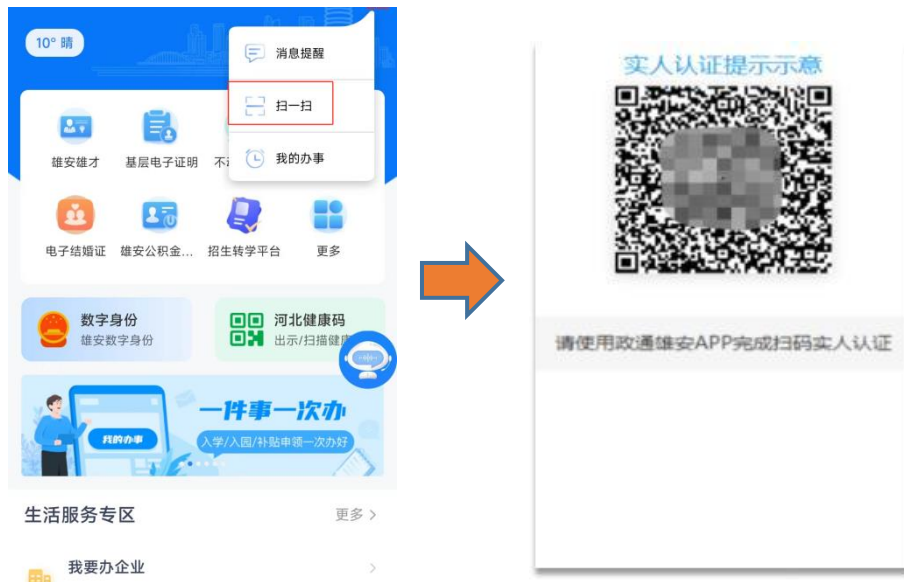 10° 晴
消息提醒
扫一扫
我的办事
雄安雄才
基层电子证明
不
电子结婚证
雄安公积金...
招生转学平台
更多
数字身份
雄安数字身份
河北健康码
出示/扫描健
一件事一次办
我的办事
入学/入园/补贴申领一次办好
生活服务专区
更多 >
我要办企业
实人认证提示示意
请使用政通雄安APP完成扫码实人认证